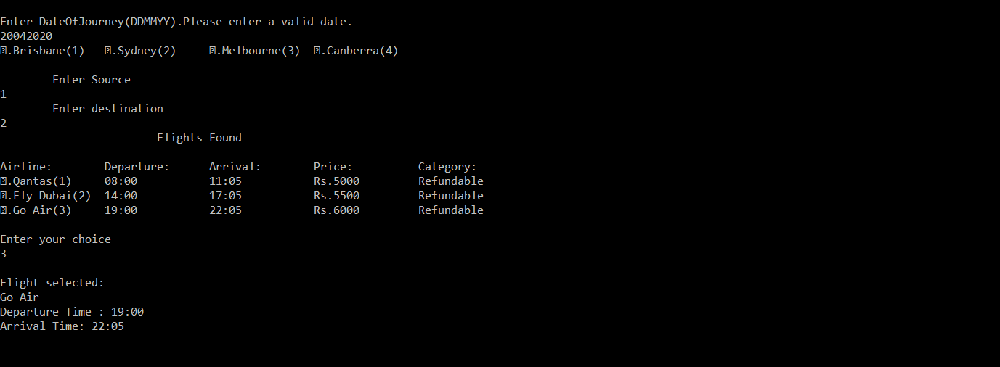 Enter DateOfJourney(DDMMYY).Please enter a valid date.
20042020
⍰.Brisbane(1) ⍰.Sydney(2) ⍰.Melbourne(3) ⍰.Canberra(4)
Enter Source
1
Enter destination
2
Flights Found
Airline: Departure: Arrival: Price: Category:
⍰.Qantas(1) 08:00 11:05 Rs.5000 Refundable
⍰.Fly Dubai(2) 14:00 17:05 Rs.5500 Refundable
⍰.Go Air(3) 19:00 22:05 Rs.6000 Refundable
Enter your choice
3
Flight selected:
Go Air
Departure Time : 19:00
Arrival Time: 22:05